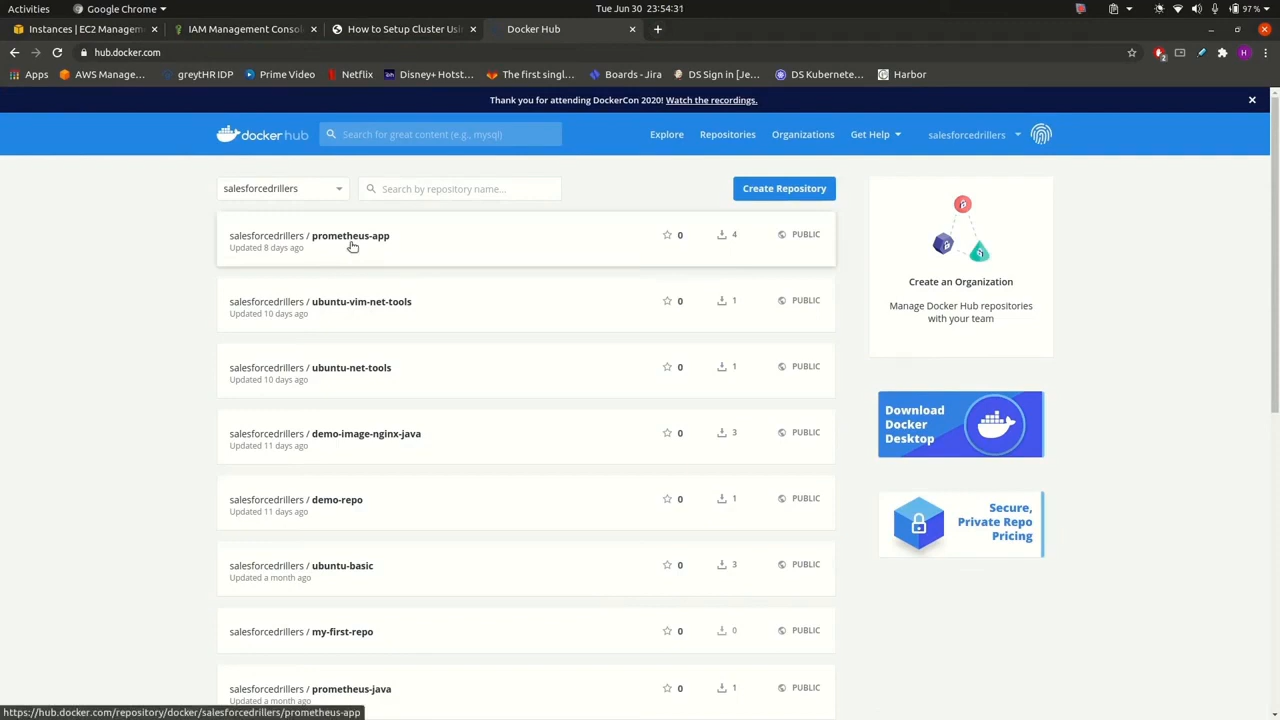 Activities
Google Chrome
Tue Jun 30 23:54:31
97 %
Instances | EC2 Managem
IAM Management Conso
How to Setup Cluster Usi
Docker Hub
hub.docker.com
H
2
Apps
AWS Manage...
greytHR IDP
Prime Video
Netflix
Disney+ Hotst...
The first singl...
Boards - Jira
DS Sign in [Je...
DS Kubernete...
Harbor
Thank you for attending DockerCon 2020! Watch the recordings.
docker hub
Search for great content (e.g., mysql)
Explore
Repositories
Organizations
Get Help
salesforcedrillers
salesforcedrillers
Search by repository name...
Create Repository
salesforcedrillers / prometheus-app
Updated 8 days ago
0
4
PUBLIC
salesforcedrillers / ubuntu-vim-net-tools
Updated 10 days ago
0
1
PUBLIC
salesforcedrillers / ubuntu-net-tools
Updated 10 days ago
0
1
PUBLIC
salesforcedrillers / demo-image-nginx-java
Updated 11 days ago
0
3
PUBLIC
salesforcedrillers / demo-repo
Updated 11 days ago
0
1
PUBLIC
salesforcedrillers / ubuntu-basic
Updated a month ago
0
3
PUBLIC
salesforcedrillers / my-first-repo
0
0
PUBLIC
salesforcedrillers / prometheus-java
Updated a month ago
0
1
PUBLIC
Create an Organization
Manage Docker Hub repositories
with your team
Download
Docker
Desktop
Secure,
Private Repo
Pricing
https://hub.docker.com/repository/docker/salesforcedrillers/prometheus-app